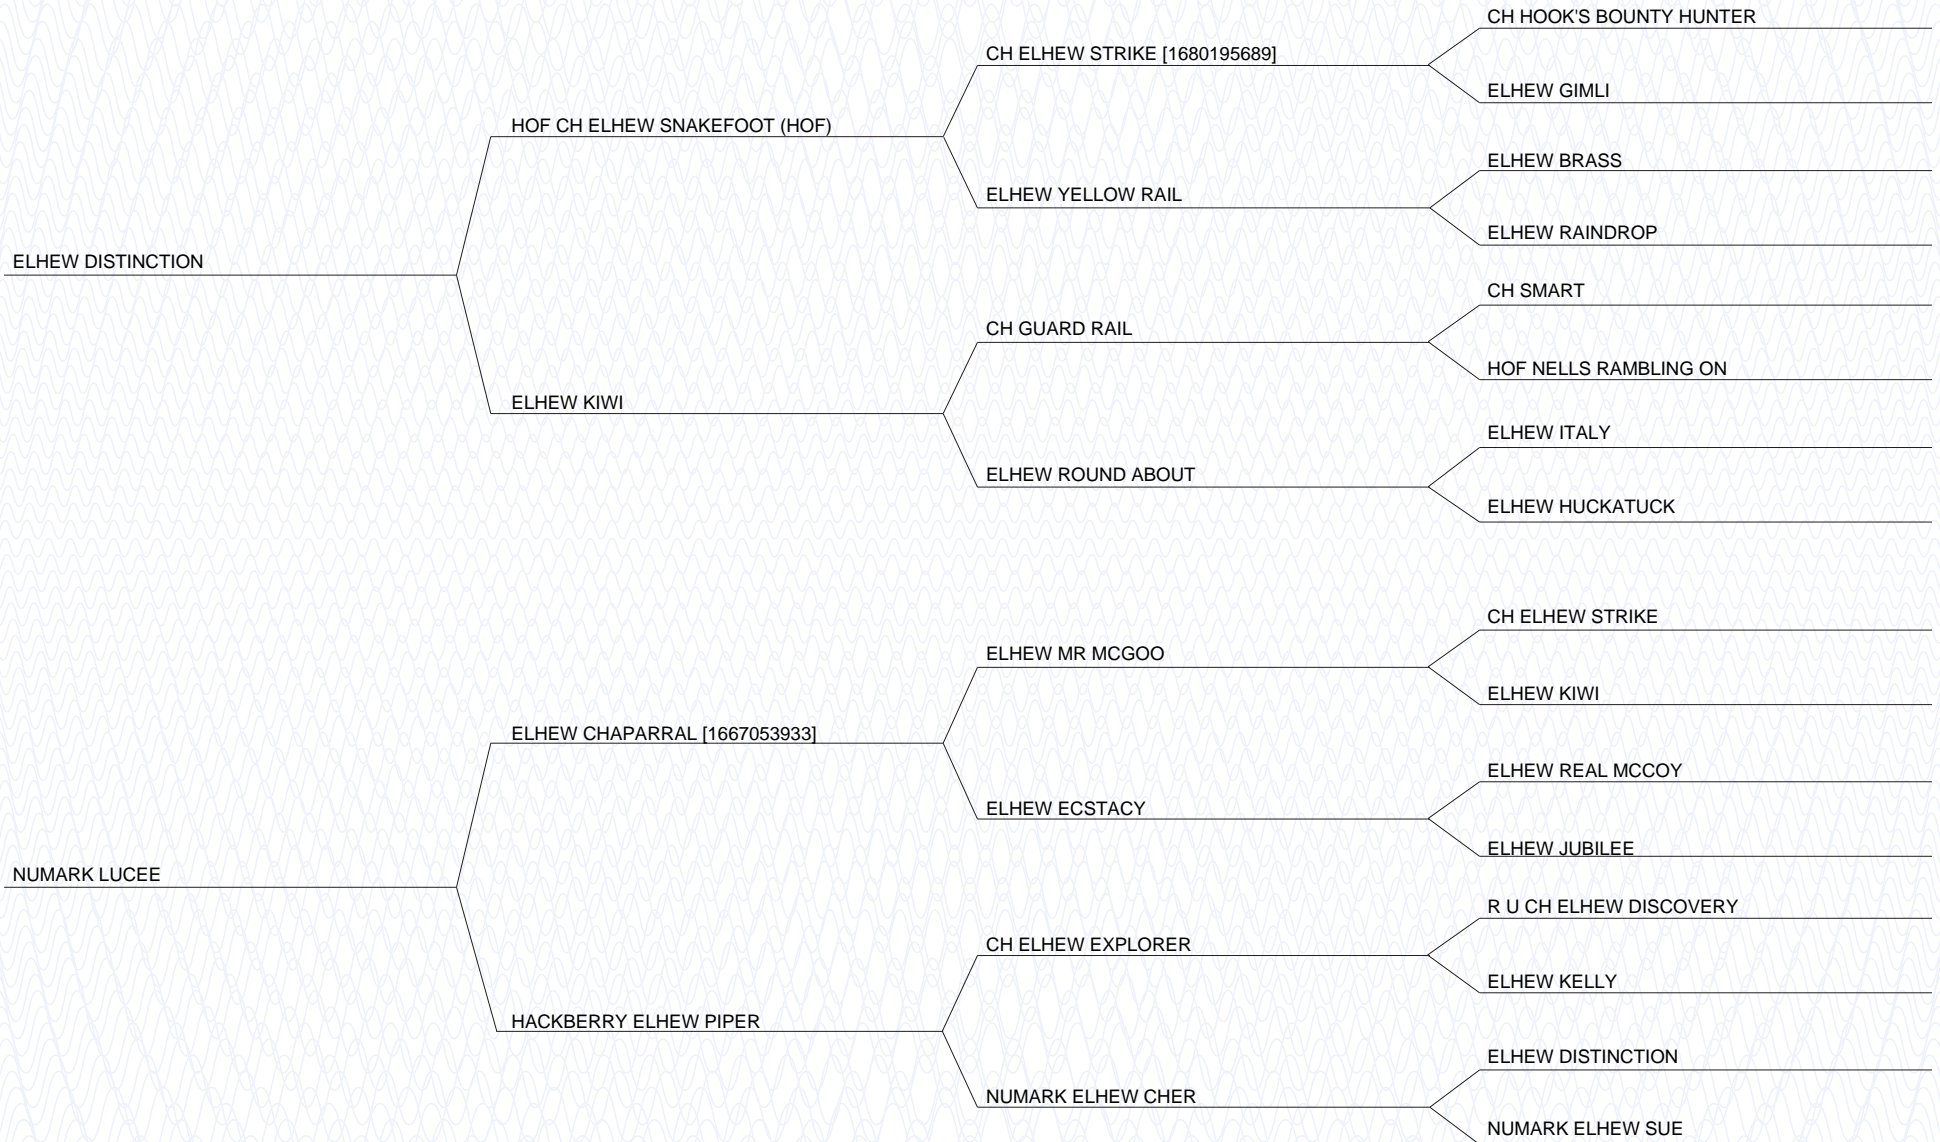 CH HOOK'S BOUNTY HUNTER
CH ELHEW STRIKE [1680195689]
ELHEW GIMLI
HOF CH ELHEW SNAKEFOOT (HOF)
ELHEW BRASS
ELHEW YELLOW RAIL
ELHEW RAINDROP
ELHEW DISTINCTION
CH SMART
CH GUARD RAIL
HOF NELLS RAMBLING ON
ELHEW KIWI
ELHEW ITALY
ELHEW ROUND ABOUT
ELHEW HUCKATUCK
CH ELHEW STRIKE
ELHEW MR MCGOO
ELHEW KIWI
ELHEW CHAPARRAL [1667053933]
ELHEW REAL MCCOY
ELHEW ECSTACY
ELHEW JUBILEE
NUMARK LUCEE
R U CH ELHEW DISCOVERY
CH ELHEW EXPLORER
ELHEW KELLY
HACKBERRY ELHEW PIPER
ELHEW DISTINCTION
NUMARK ELHEW CHER
NUMARK ELHEW SUE